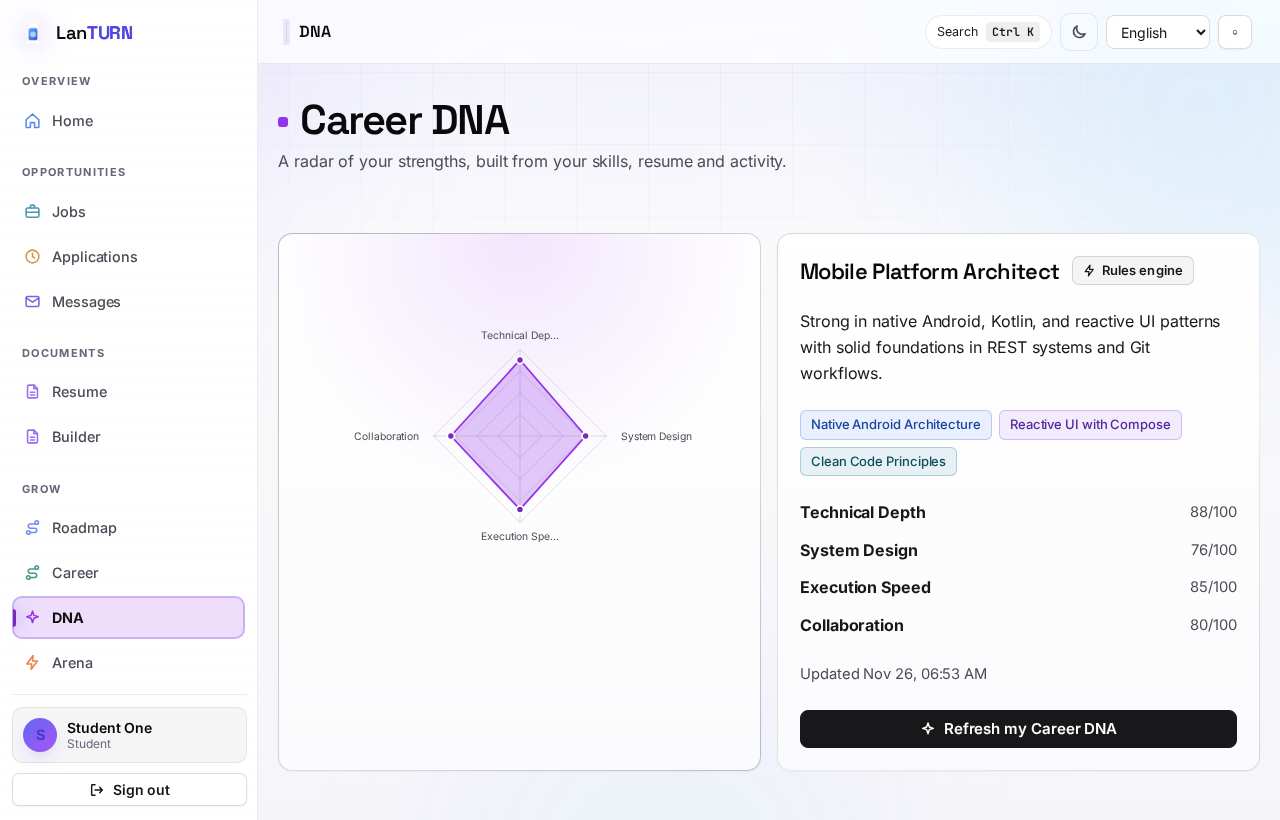 LanTURN
OVERVIEW
Home
OPPORTUNITIES
Jobs
Applications
Messages
DOCUMENTS
Resume
Builder
GROW
Roadmap
Career
DNA
Arena
S
Student One
Student
Sign out
DNA
Search Ctrl K
English
Career DNA
A radar of your strengths, built from your skills, resume and activity.
Technical Dep...
Collaboration
System Design
Execution Spe...
Mobile Platform Architect
Rules engine
Strong in native Android, Kotlin, and reactive UI patterns
with solid foundations in REST systems and Git
workflows.
Native Android Architecture
Reactive UI with Compose
Clean Code Principles
Technical Depth 88/100
System Design 76/100
Execution Speed 85/100
Collaboration 80/100
Updated Nov 26, 06:53 AM
Refresh my Career DNA